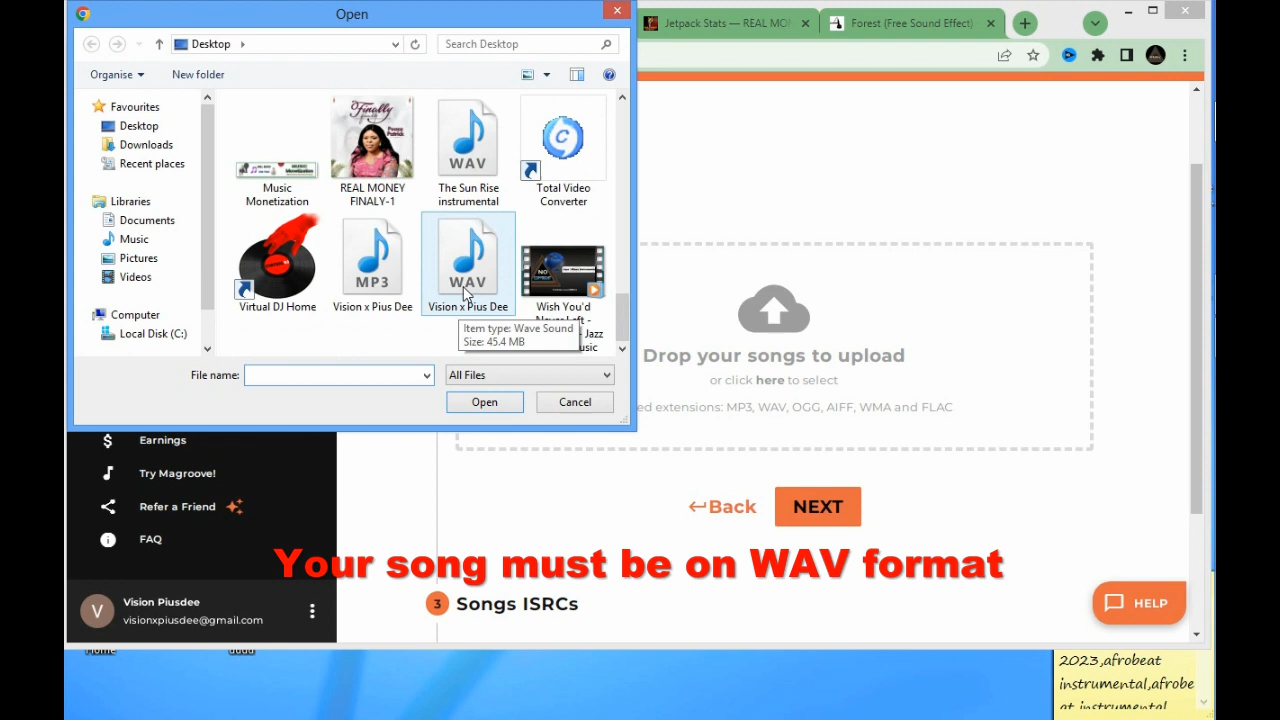 Open
Jetpack Stats — REAL MO
Forest (Free Sound Effect)
Desktop
Search Desktop
Organise
New folder
Favourites
Desktop
Downloads
Recent places
Libraries
Documents
Music
Pictures
Videos
Computer
Local Disk (C:)
Finally
WAV
Music
Monetization
REAL MONEY
FINALY-1
The Sun Rise
instrumental
Total Video
Converter
MP3
WAV
Virtual DJ Home
Vision x Pius Dee
Vision x Pius Dee
Wish You'd
Item type: Wave Sound
Size: 45.4 MB
File name:
All Files
Open
Cancel
Drop your songs to upload
or click here to select
ed extensions: MP3, WAV, OGG, AIFF, WMA and FLAC
Earnings
Try Magroove!
Refer a Friend
FAQ
Back
NEXT
Your song must be on WAV format
3
Songs ISRCs
V
Vision Piusdee
visionxpiusdee@gmail.com
HELP
2023,afrobeat
instrumental,afrobe